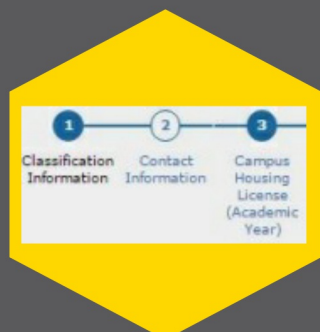 1 2 3
Classification Information
Contact Information
Campus Housing License (Academic Year)